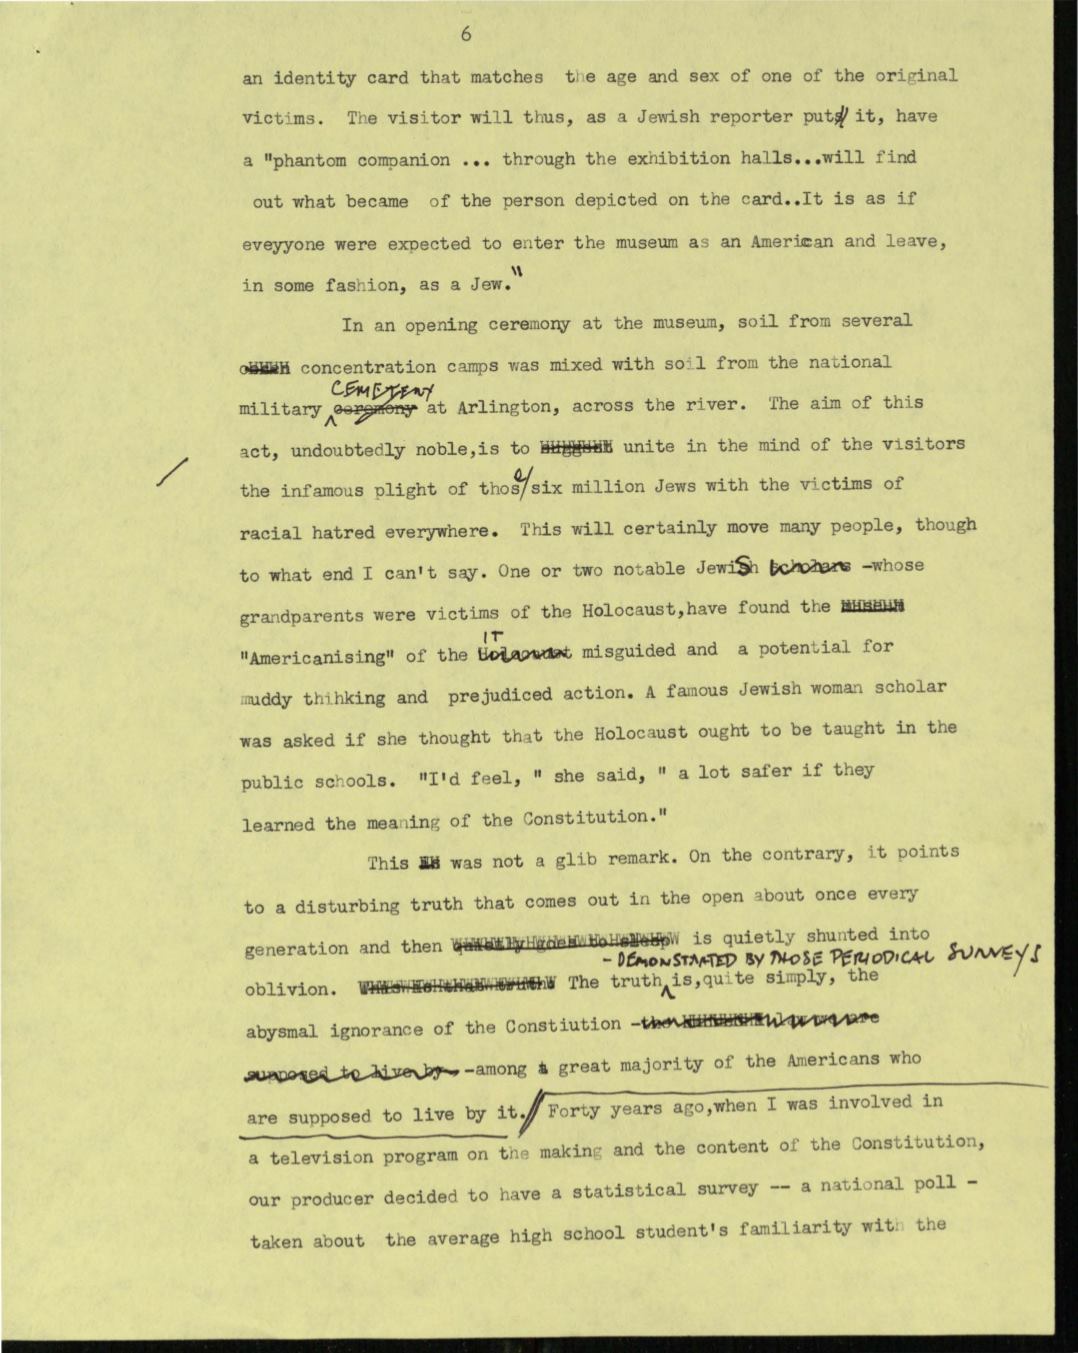 6
an identity card that matches the age and sex of one of the original
victims. The visitor will thus, as a Jewish reporter puts it, have
a "phantom companion ... through the exhibition halls...will find
out what became of the person depicted on the card..It is as if
eveyyone were expected to enter the museum as an American and leave,
in some fashion, as a Jew."
In an opening ceremony at the museum, soil from several
concentration camps was mixed with soil from the national
CEMETERY
military ceremony at Arlington, across the river. The aim of this
act, undoubtedly noble,is to suggest unite in the mind of the visitors
the infamous plight of those six million Jews with the victims of
racial hatred everywhere. This will certainly move many people, though
to what end I can't say. One or two notable Jewish scholars -whose
grandparents were victims of the Holocaust,have found the museum
IT
"Americanising" of the Holocaust misguided and a potential for
muddy thihking and prejudiced action. A famous Jewish woman scholar
was asked if she thought that the Holocaust ought to be taught in the
public schools. "I'd feel, " she said, " a lot safer if they
learned the meaning of the Constitution."
This was not a glib remark. On the contrary, it points
to a disturbing truth that comes out in the open about once every
generation and then quietly goes to sleep is quietly shunted into
- DEMONSTRATED BY THOSE PERIODICAL SURVEYS
oblivion. The truth is,quite simply, the
abysmal ignorance of the Constiution -the
supposed to live by- -among a great majority of the Americans who
are supposed to live by it. Forty years ago,when I was involved in
a television program on the making and the content of the Constitution,
our producer decided to have a statistical survey -- a national poll -
taken about the average high school student's familiarity with the